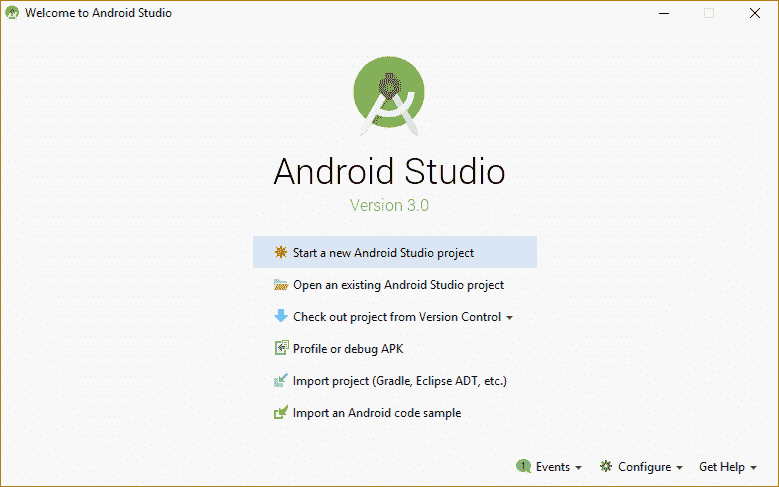 Welcome to Android Studio
Android Studio
Version 3.0
Start a new Android Studio project
Open an existing Android Studio project
Check out project from Version Control
Profile or debug APK
Import project (Gradle, Eclipse ADT, etc.)
Import an Android code sample
1 Events Configure Get Help